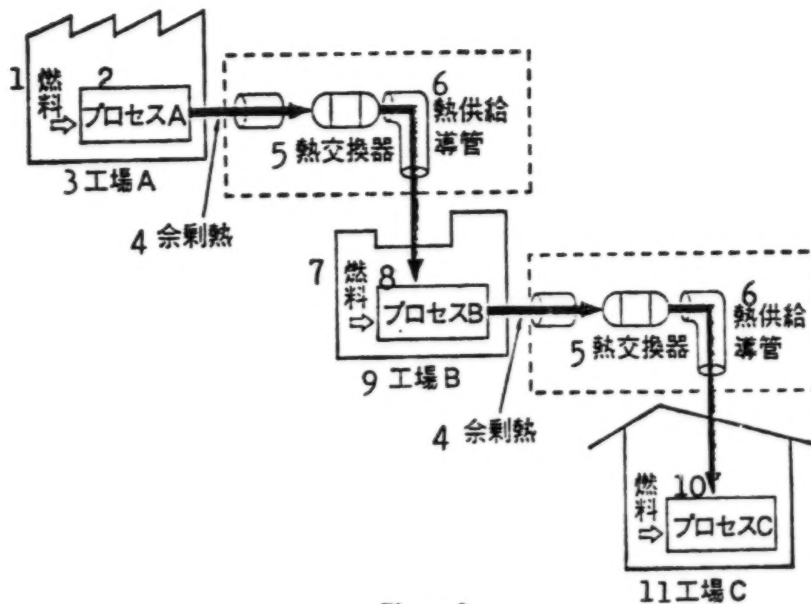 1 燃料
2
プロセスA
3 工場A
4 余剰熱
5 熱交換器
6
熱供給
導管
7 燃料
8
プロセスB
9 工場B
4 余剰熱
5 熱交換器
6
熱供給
導管
燃料
10
プロセスC
11 工場C